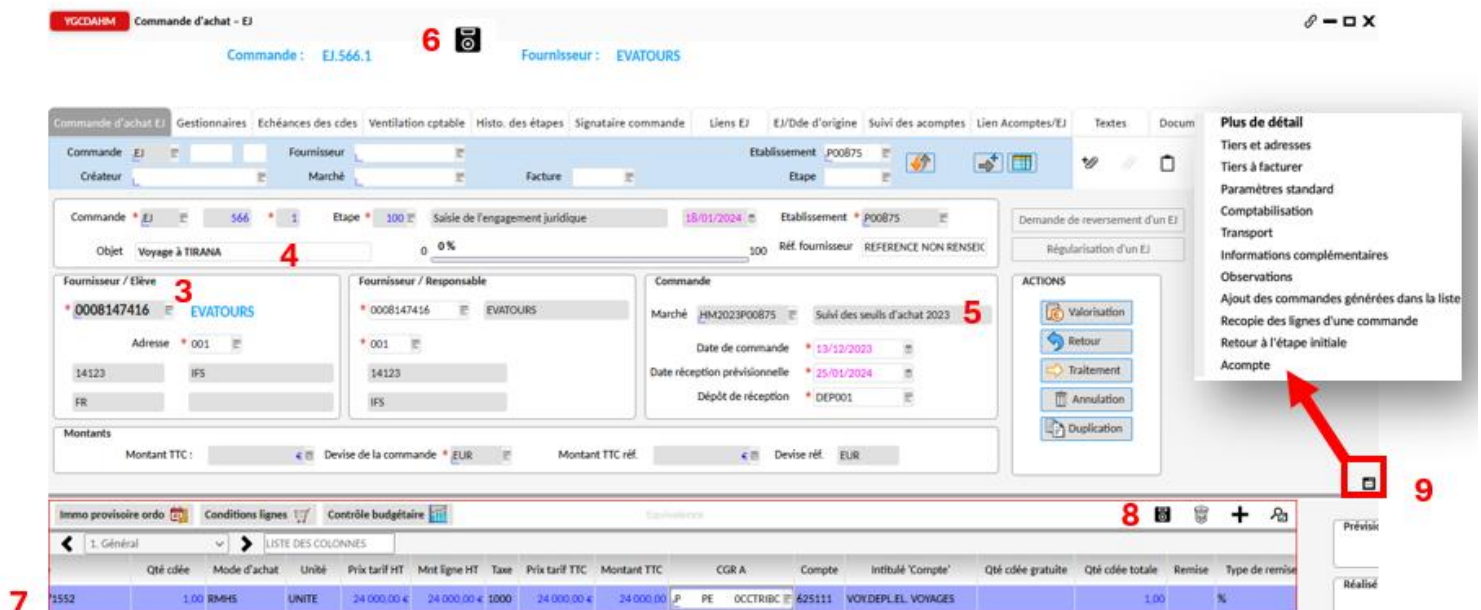 YGCDAHM Commande d'achat – EJ
6
Commande : EJ.566.1 Fournisseur : EVATOURS
Commande d'achat EJ Gestionnaires Echéances des cdes Ventilation cptable Histo. des étapes Signataire commande Liens EJ EJ/Dde d'origine Suivi des acomptes Lien Acomptes/EJ Textes Docum
Commande EJ Fournisseur Etablissement P00875
Créateur Marché Facture Etape
Commande * EJ 566 * 1 Etape * 100 Saisie de l'engagement juridique 18/01/2024 Etablissement * P00875
Objet Voyage à TIRANA 4 0 0 % 100 Réf. fournisseur REFERENCE NON RENSEIC
Demande de reversement d'un EJ
Régularisation d'un EJ
Fournisseur / Elève
* 0008147416 3 EVATOURS
Adresse * 001
14123 IFS
FR
Fournisseur / Responsable
* 0008147416 EVATOURS
* 001
14123
IFS
Commande
Marché HM2023P00875 Suivi des seuils d'achat 2023 5
Date de commande * 13/12/2023
Date réception prévisionnelle * 25/01/2024
Dépôt de réception * DEP001
ACTIONS
Valorisation
Retour
Traitement
Annulation
Duplication
Plus de détail
Tiers et adresses
Tiers à facturer
Paramètres standard
Comptabilisation
Transport
Informations complémentaires
Observations
Ajout des commandes générées dans la liste
Recopie des lignes d'une commande
Retour à l'étape initiale
Acompte
9
Montants
Montant TTC : € Devise de la commande * EUR Montant TTC réf. € Devise réf. EUR
Immo provisoire ordo Conditions lignes Contrôle budgétaire 8
1. Général LISTE DES COLONNES
Qté cdée Mode d'achat Unité Prix tarif HT Mnt ligne HT Taxe Prix tarif TTC Montant TTC CGR A Compte Intitulé 'Compte' Qté cdée gratuite Qté cdée totale Remise Type de remise
7 1552 1,00 RMHS UNITE 24 000,00 € 24 000,00 € 1000 24 000,00 € 24 000,00 P PE OCCTRIBC 625111 VOY.DEPL.EL. VOYAGES 1,00 %
Prévisic
Réalisé